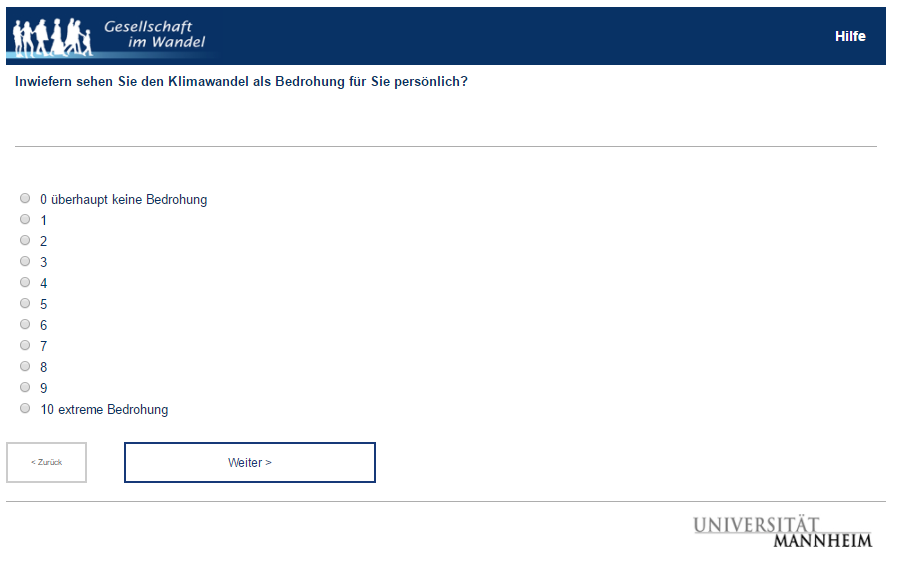 Gesellschaft
im Wandel
Hilfe
Inwiefern sehen Sie den Klimawandel als Bedrohung für Sie persönlich?
0 überhaupt keine Bedrohung
1
2
3
4
5
6
7
8
9
10 extreme Bedrohung
< Zurück
Weiter >
UNIVERSITÄT
MANNHEIM